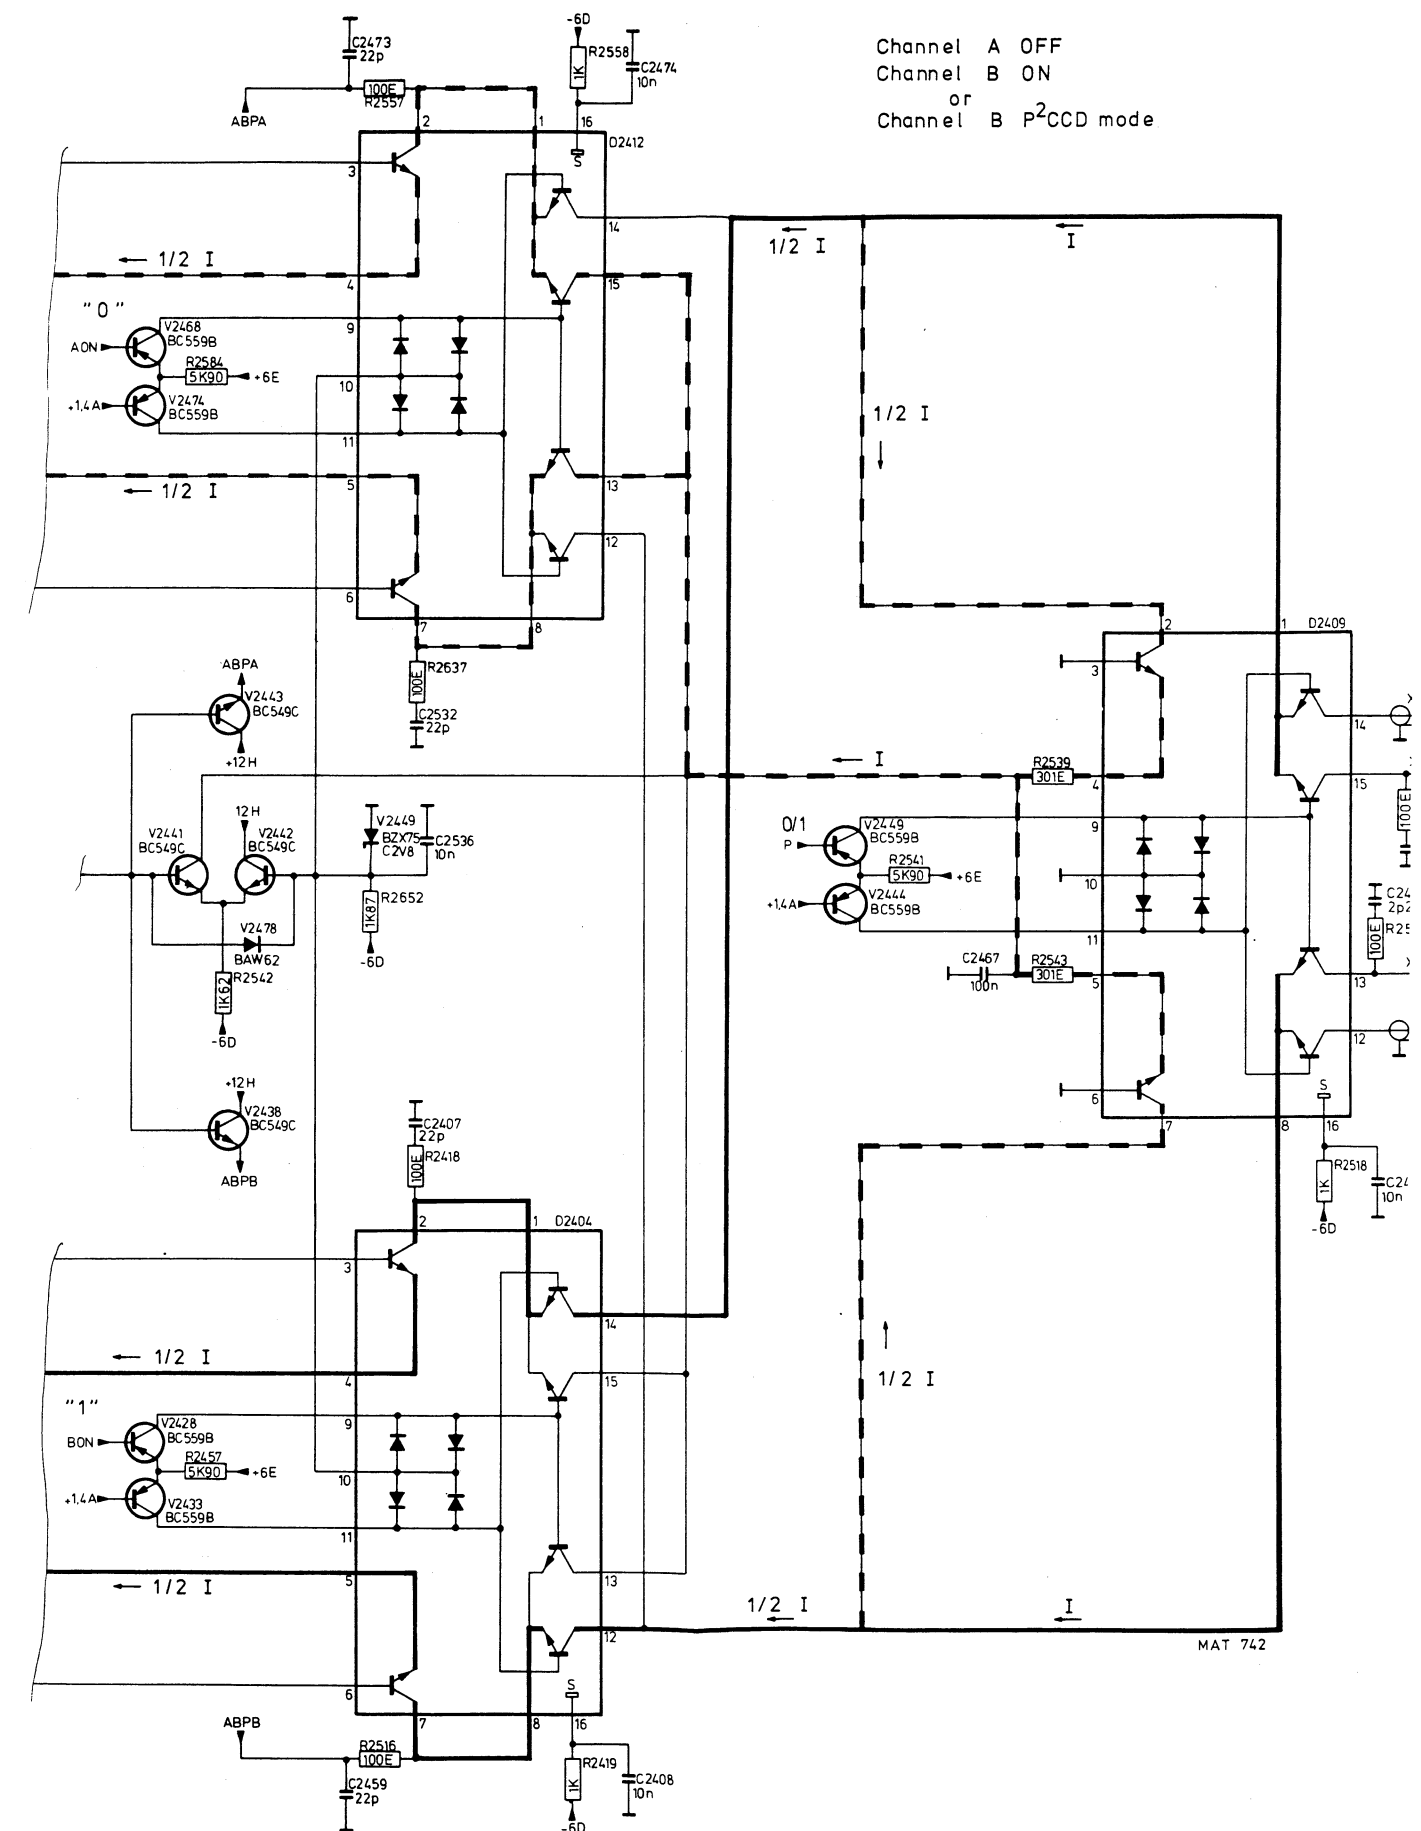 -6D
C2473
22p
R2558
1K
C2474
10n
Channel A OFF
Channel B ON
or
Channel B P²CCD mode
100E
R2557
ABPA
2
1
16
D2412
S
3
14
1/2 I
I
1/2 I
4
15
"0"
9
V2468
BC559B
AON
R2584
5K90
+6E
10
V2474
BC559B
+1,4A
11
1/2 I
5
13
1/2 I
12
6
7
8
R2637
100E
C2532
22p
2
1
D2409
3
ABPA
V2443
BC549C
+12H
14
I
R2539
301E
4
15
100E
12H
V2441
BC549C
V2442
BC549C
V2449
BZX75
C2V8
C2536
10n
0/1
P
V2449
BC559B
9
R2541
5K90
+6E
10
V2444
BC559B
+1,4A
11
R2652
1K87
-6D
V2478
BAW62
R2542
1K62
-6D
C2467
100n
R2543
301E
5
13
100E
12
6
S
7
8
16
R2518
1K
10n
-6D
+12H
V2438
BC549C
ABPB
C2407
22p
R2418
100E
2
1
D2404
3
14
1/2 I
4
15
1/2 I
"1"
9
V2428
BC559B
BON
R2457
5K90
+6E
10
+1,4A
V2433
BC559B
11
5
13
1/2 I
1/2 I
I
12
MAT 742
6
S
7
8
16
ABPB
R2516
100E
C2459
22p
R2419
1K
C2408
10n
-6D